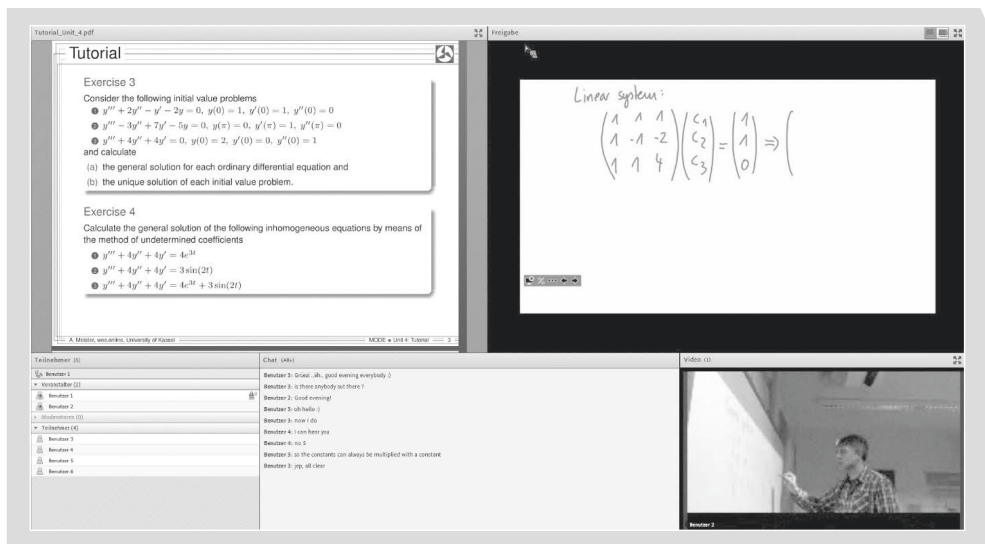 Tutorial_Unit_4.pdf
Tutorial
Exercise 3
Consider the following initial value problems
1 y''' + 2y'' − y' − 2y = 0, y(0) = 1, y'(0) = 1, y''(0) = 0
2 y''' − 3y'' + 7y' − 5y = 0, y(π) = 0, y'(π) = 1, y''(π) = 0
3 y''' + 4y'' + 4y' = 0, y(0) = 2, y'(0) = 0, y''(0) = 1
and calculate
(a) the general solution for each ordinary differential equation and
(b) the unique solution of each initial value problem.
Exercise 4
Calculate the general solution of the following inhomogeneous equations by means of
the method of undetermined coefficients
1 y''' + 4y'' + 4y' = 4e^{3t}
2 y''' + 4y'' + 4y' = 3 sin(2t)
3 y''' + 4y'' + 4y' = 4e^{3t} + 3 sin(2t)
A. Meister, University of Kassel
MODE • Unit 4: Tutorial
3
Freigabe
Linear system:
( 1 1 1 ) ( C1 ) ( 1 )
( 1 -1 -2 ) ( C2 ) = ( 1 ) ⇒ (
( 1 1 4 ) ( C3 ) ( 0 )
Teilnehmer (6)
Benutzer 1
Veranstalter (2)
Benutzer 1
Benutzer 2
Moderatoren (0)
Teilnehmer (4)
Benutzer 3
Benutzer 4
Benutzer 5
Benutzer 6
Chat (Alle)
Benutzer 3: good evening everybody :)
Benutzer 3: is there anybody out there ?
Benutzer 2: Good evening!
Benutzer 3: oh hello :)
Benutzer 3: now I do
Benutzer 4: I can hear you
Benutzer 4: no 5
Benutzer 3: so the constants can always be multiplied with a constant
Benutzer 3: jep, all clear
Video (1)
Benutzer 2